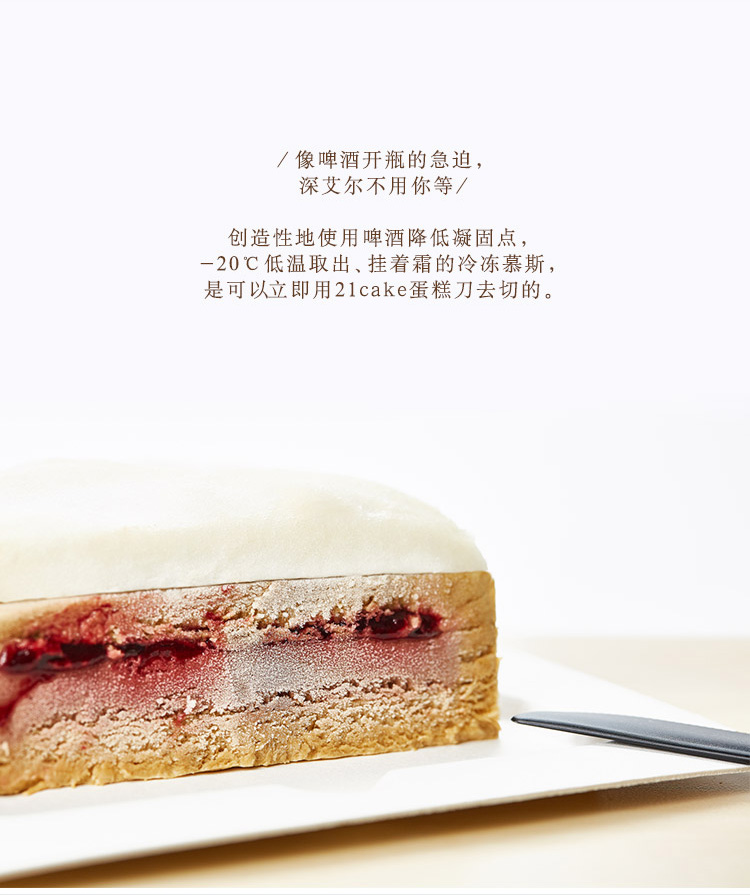 /像啤酒开瓶的急迫，
深艾尔不用你等/
创造性地使用啤酒降低凝固点，
−20℃低温取出、挂着霜的冷冻慕斯，
是可以立即用21cake蛋糕刀去切的。